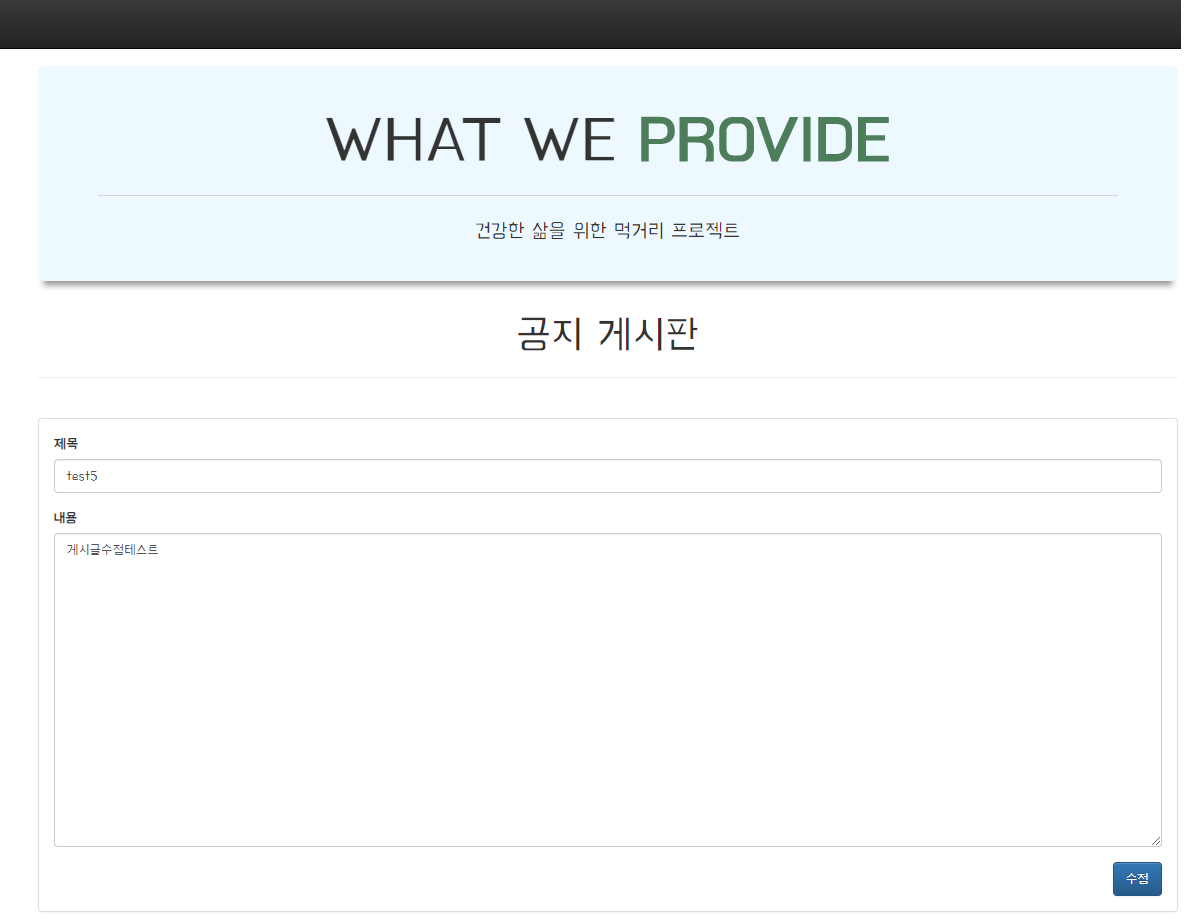 WHAT WE PROVIDE
건강한 삶을 위한 먹거리 프로젝트
공지 게시판
제목
test5
내용
게시글수정테스트
수정